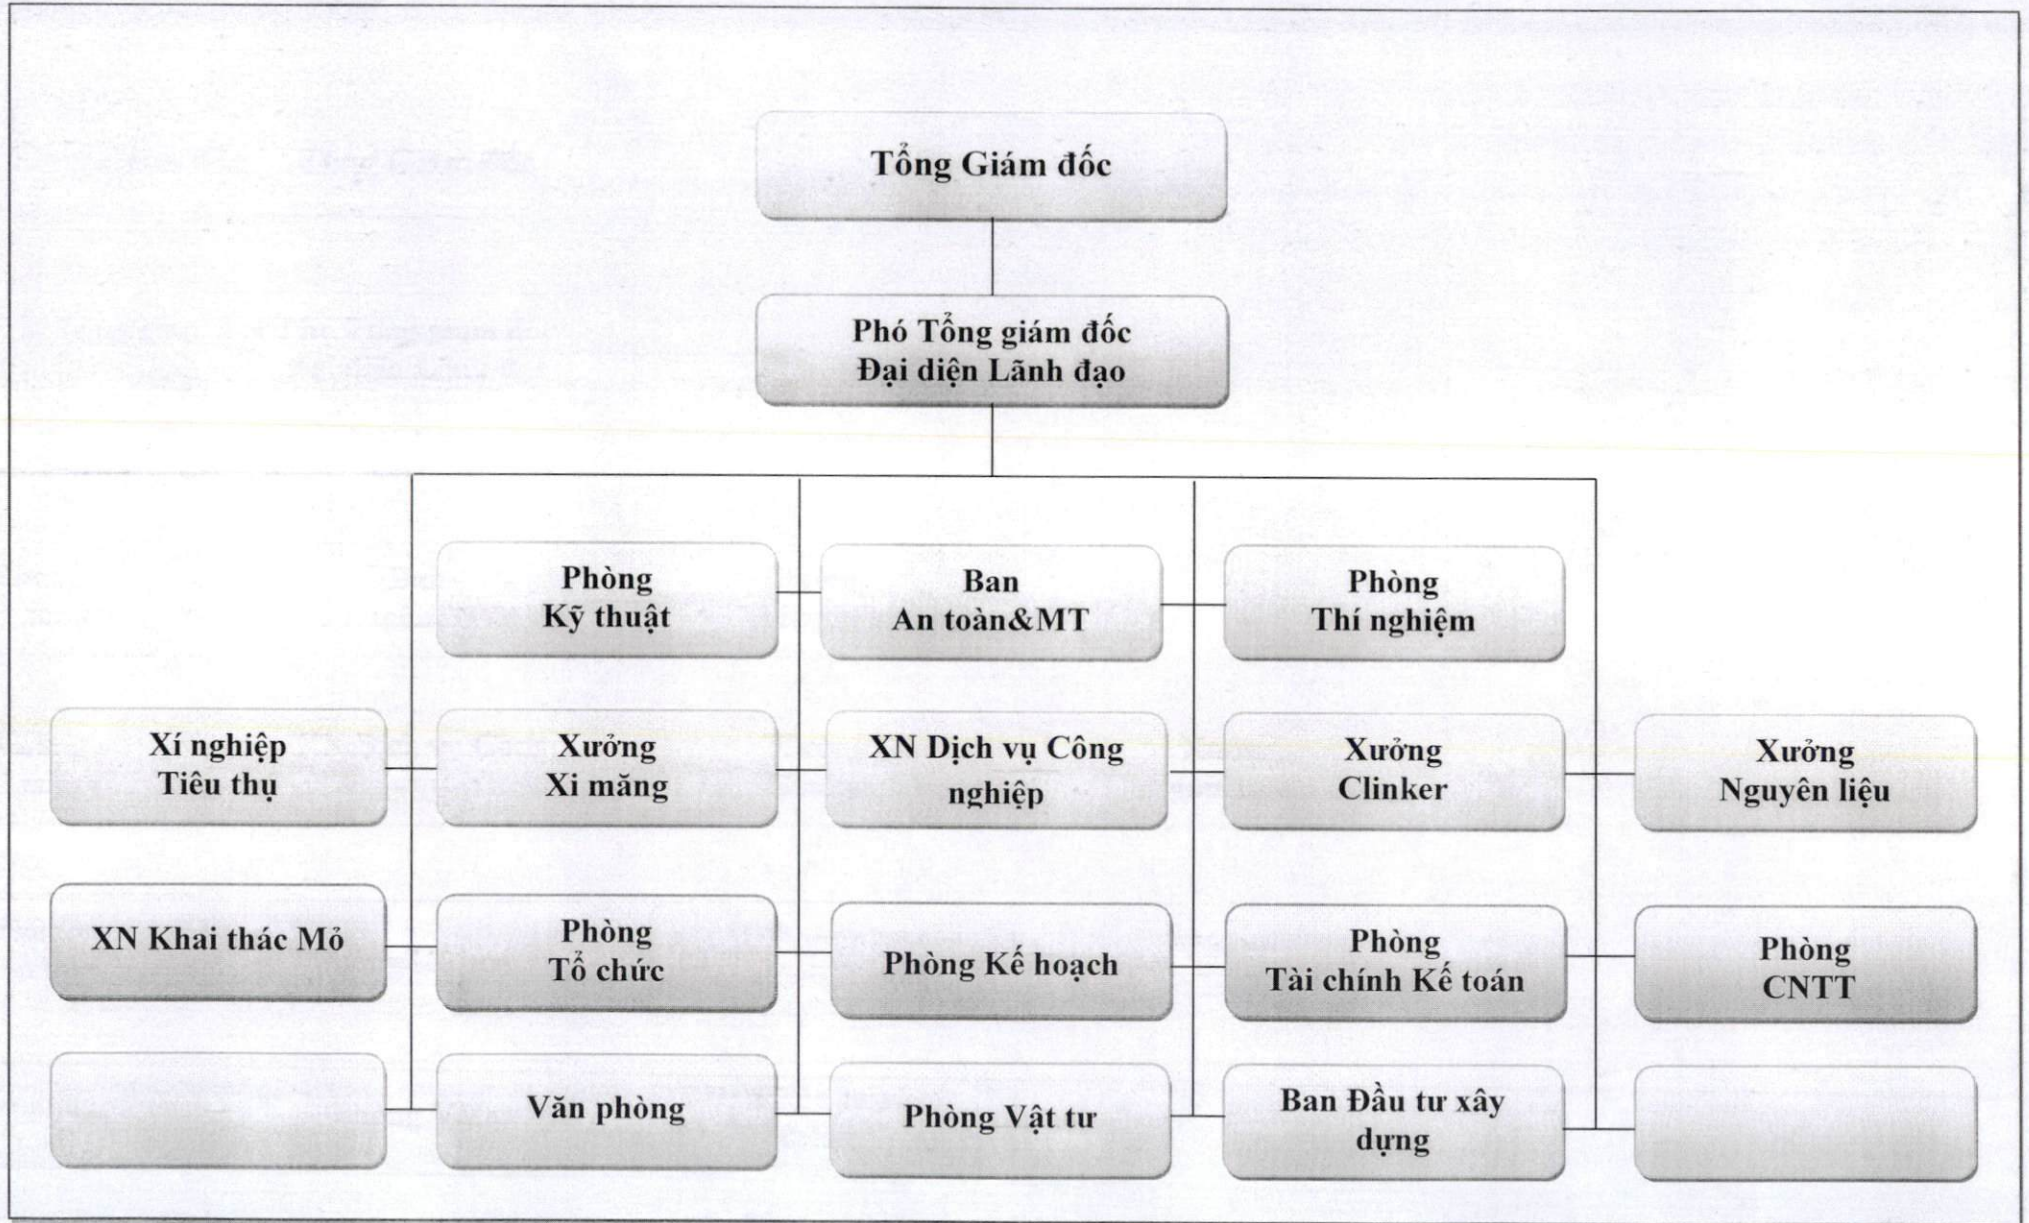 Tổng Giám đốc
Phó Tổng giám đốc
Đại diện Lãnh đạo
Phòng
Kỹ thuật
Ban
An toàn&MT
Phòng
Thí nghiệm
Xí nghiệp
Tiêu thụ
Xưởng
Xi măng
XN Dịch vụ Công
nghiệp
Xưởng
Clinker
Xưởng
Nguyên liệu
XN Khai thác Mỏ
Phòng
Tổ chức
Phòng Kế hoạch
Phòng
Tài chính Kế toán
Phòng
CNTT
Văn phòng
Phòng Vật tư
Ban Đầu tư xây
dựng